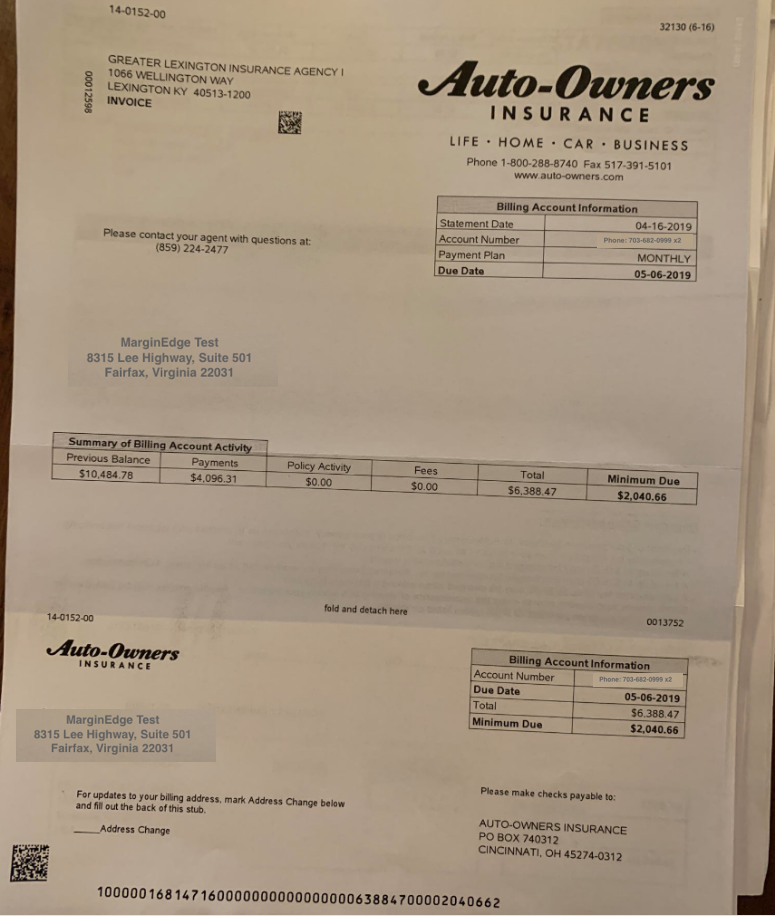 14-0152-00
32130 (6-16)
GREATER LEXINGTON INSURANCE AGENCY I
1066 WELLINGTON WAY
LEXINGTON KY 40513-1200
INVOICE
00012598
Auto-Owners
INSURANCE
LIFE • HOME • CAR • BUSINESS
Phone 1-800-288-8740 Fax 517-391-5101
www.auto-owners.com
Billing Account Information
Statement Date 04-16-2019
Account Number Phone: 703-682-0999 x2
Payment Plan MONTHLY
Due Date 05-06-2019
Please contact your agent with questions at:
(859) 224-2477
MarginEdge Test
8315 Lee Highway, Suite 501
Fairfax, Virginia 22031
Summary of Billing Account Activity
Previous Balance Payments Policy Activity Fees Total Minimum Due
$10,484.78 $4,096.31 $0.00 $0.00 $6,388.47 $2,040.66
fold and detach here
14-0152-00
0013752
Auto-Owners
INSURANCE
Billing Account Information
Account Number Phone: 703-682-0999 x2
Due Date 05-06-2019
Total $6,388.47
Minimum Due $2,040.66
MarginEdge Test
8315 Lee Highway, Suite 501
Fairfax, Virginia 22031
For updates to your billing address, mark Address Change below
and fill out the back of this stub.
_____Address Change
Please make checks payable to:
AUTO-OWNERS INSURANCE
PO BOX 740312
CINCINNATI, OH 45274-0312